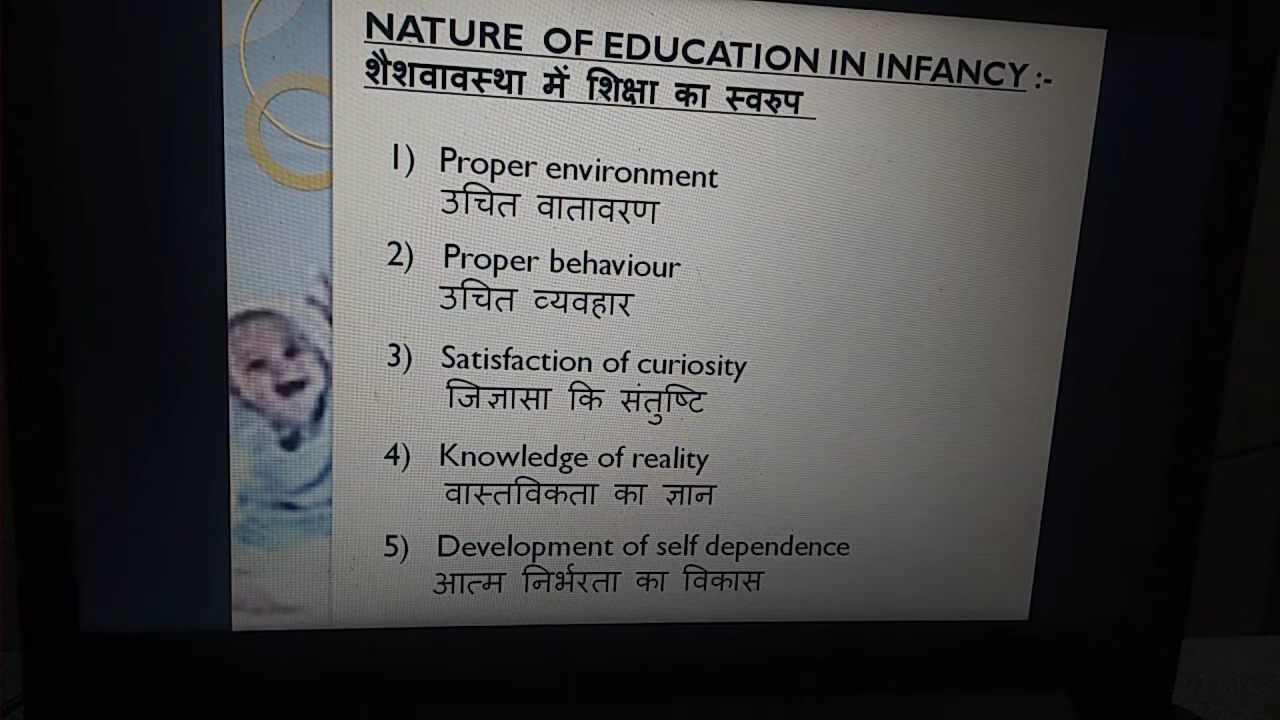 NATURE OF EDUCATION IN INFANCY :-
शैशवावस्था में शिक्षा का स्वरुप
1) Proper environment
उचित वातावरण
2) Proper behaviour
उचित व्यवहार
3) Satisfaction of curiosity
जिज्ञासा कि संतुष्टि
4) Knowledge of reality
वास्तविकता का ज्ञान
5) Development of self dependence
आत्म निर्भरता का विकास